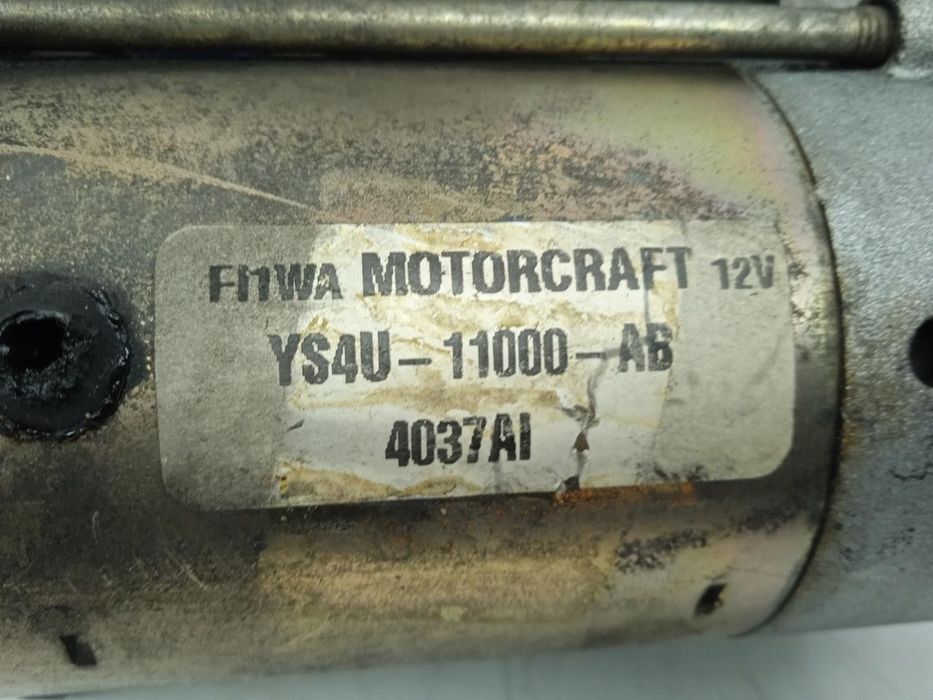 FI1WA MOTORCRAFT 12V
YS4U-11000-AB
4037AI